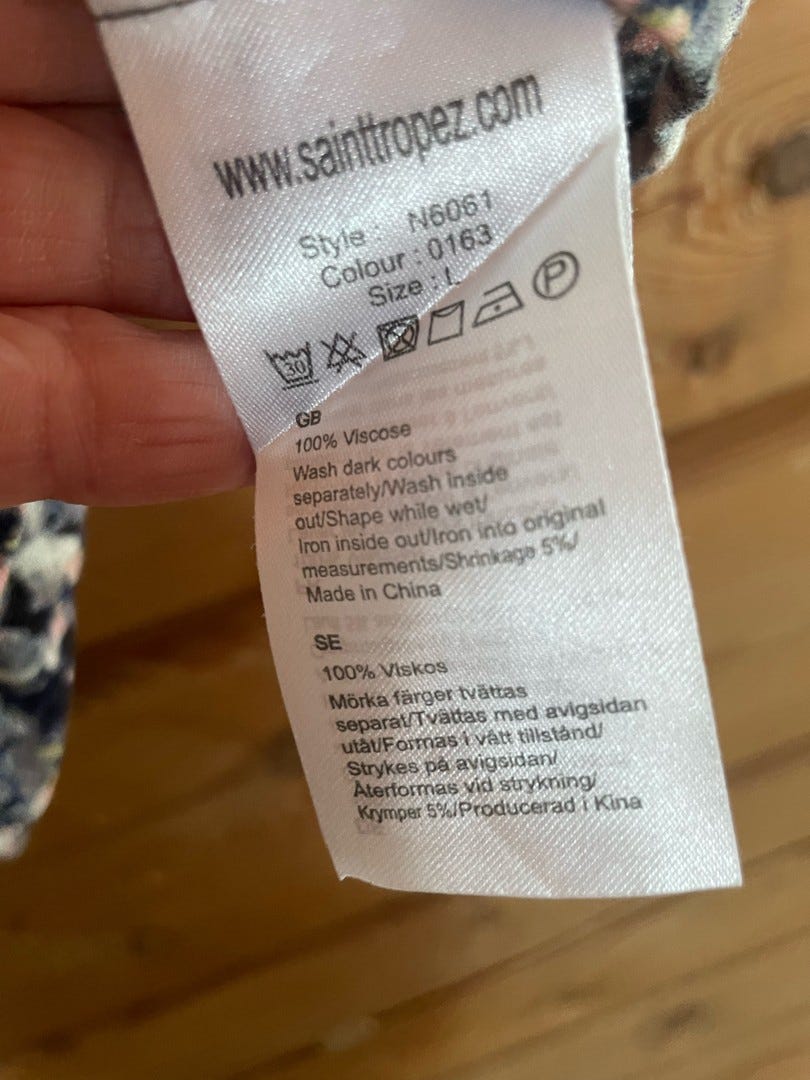 www.sainttropez.com
Style : N6061
Colour : 0163
Size : L
30 P
GB
100% Viscose
Wash dark colours
separately/Wash inside
out/Shape while wet/
Iron inside out/Iron into original
measurements/Shrinkage 5%/
Made in China
SE
100% Viskos
Mörka färger tvättas
separat/Tvättas med avigsidan
utåt/Formas i vått tillstånd/
Strykes på avigsidan/
Återformas vid strykning/
Krymper 5%/Producerad i Kina